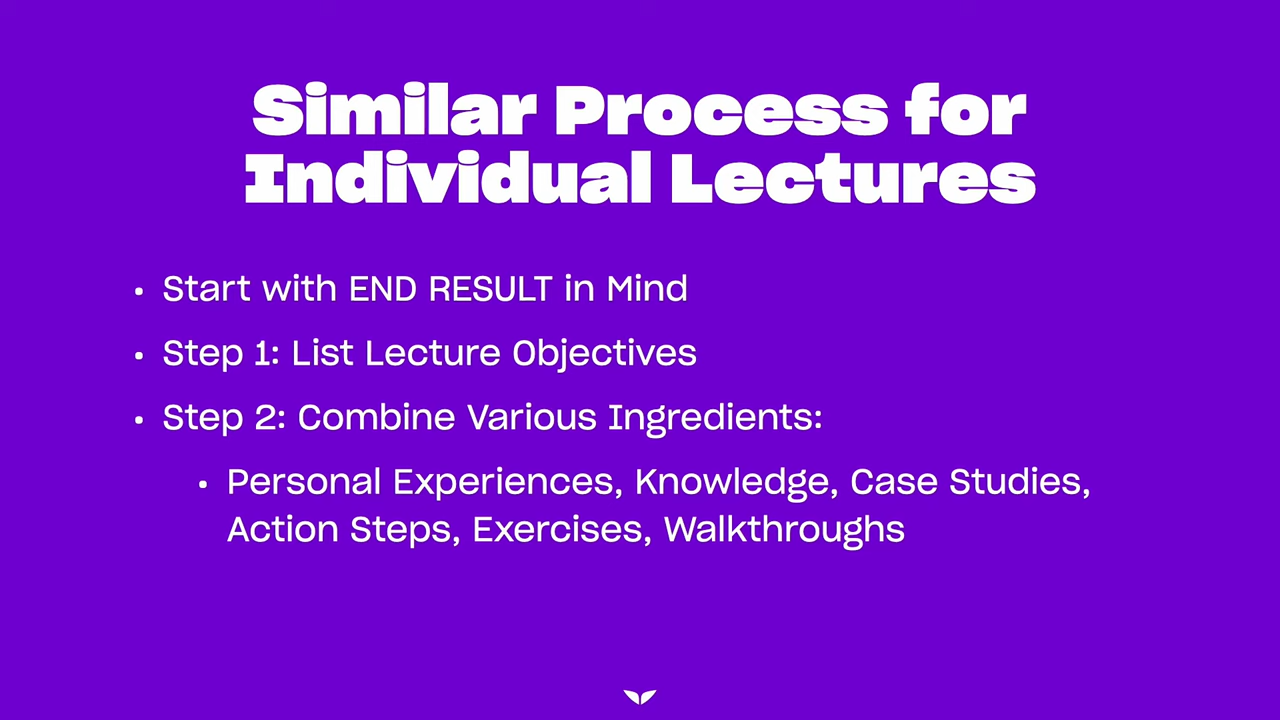 Similar Process for
Individual Lectures
• Start with END RESULT in Mind
• Step 1: List Lecture Objectives
• Step 2: Combine Various Ingredients:
• Personal Experiences, Knowledge, Case Studies,
Action Steps, Exercises, Walkthroughs